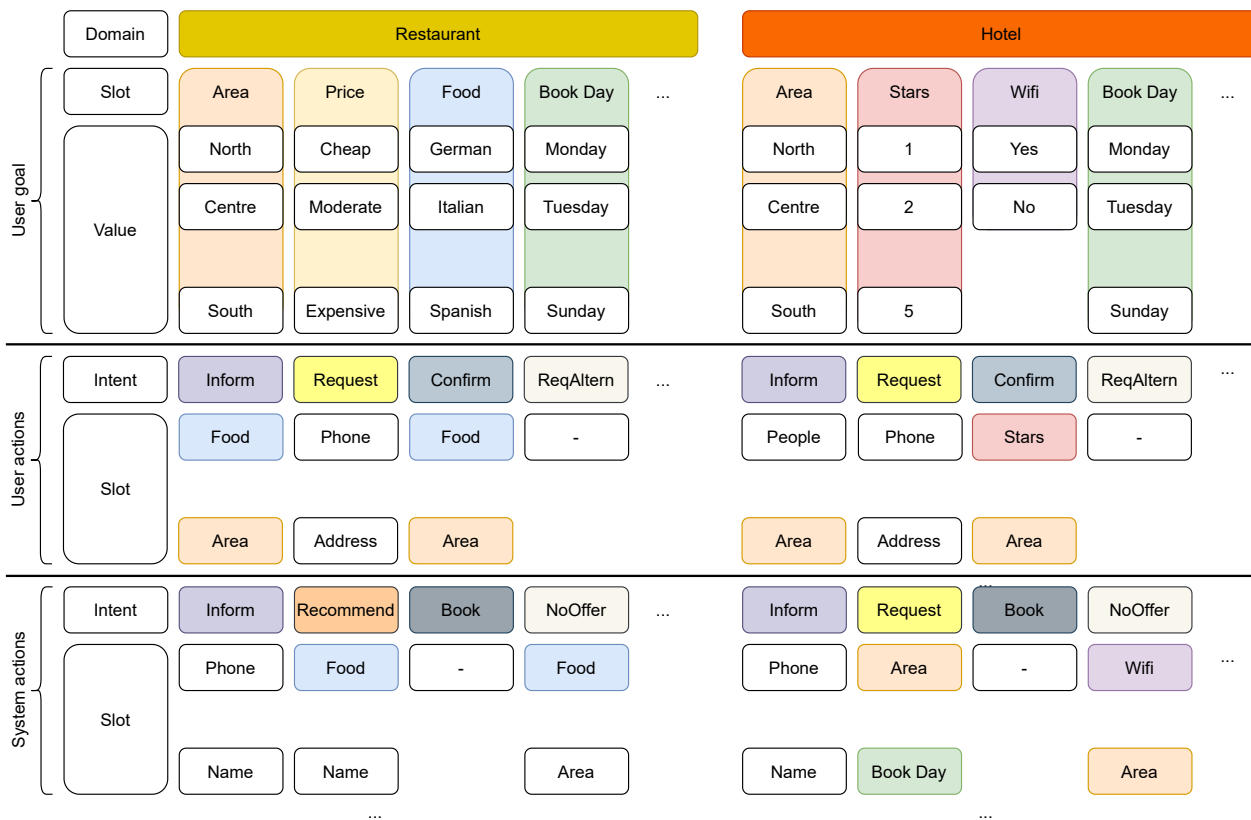 Domain Restaurant Hotel
User goal
Slot Area Price Food Book Day ... Area Stars Wifi Book Day ...
Value
North Cheap German Monday North 1 Yes Monday
Centre Moderate Italian Tuesday Centre 2 No Tuesday
South Expensive Spanish Sunday South 5 Sunday
User actions
Intent Inform Request Confirm ReqAltern ... Inform Request Confirm ReqAltern ...
Slot
Food Phone Food - People Phone Stars -
Area Address Area Area Address Area
...
System actions
Intent Inform Recommend Book NoOffer ... Inform Request Book NoOffer
Slot
Phone Food - Food Phone Area - Wifi ...
Name Name Area Name Book Day Area
... ...